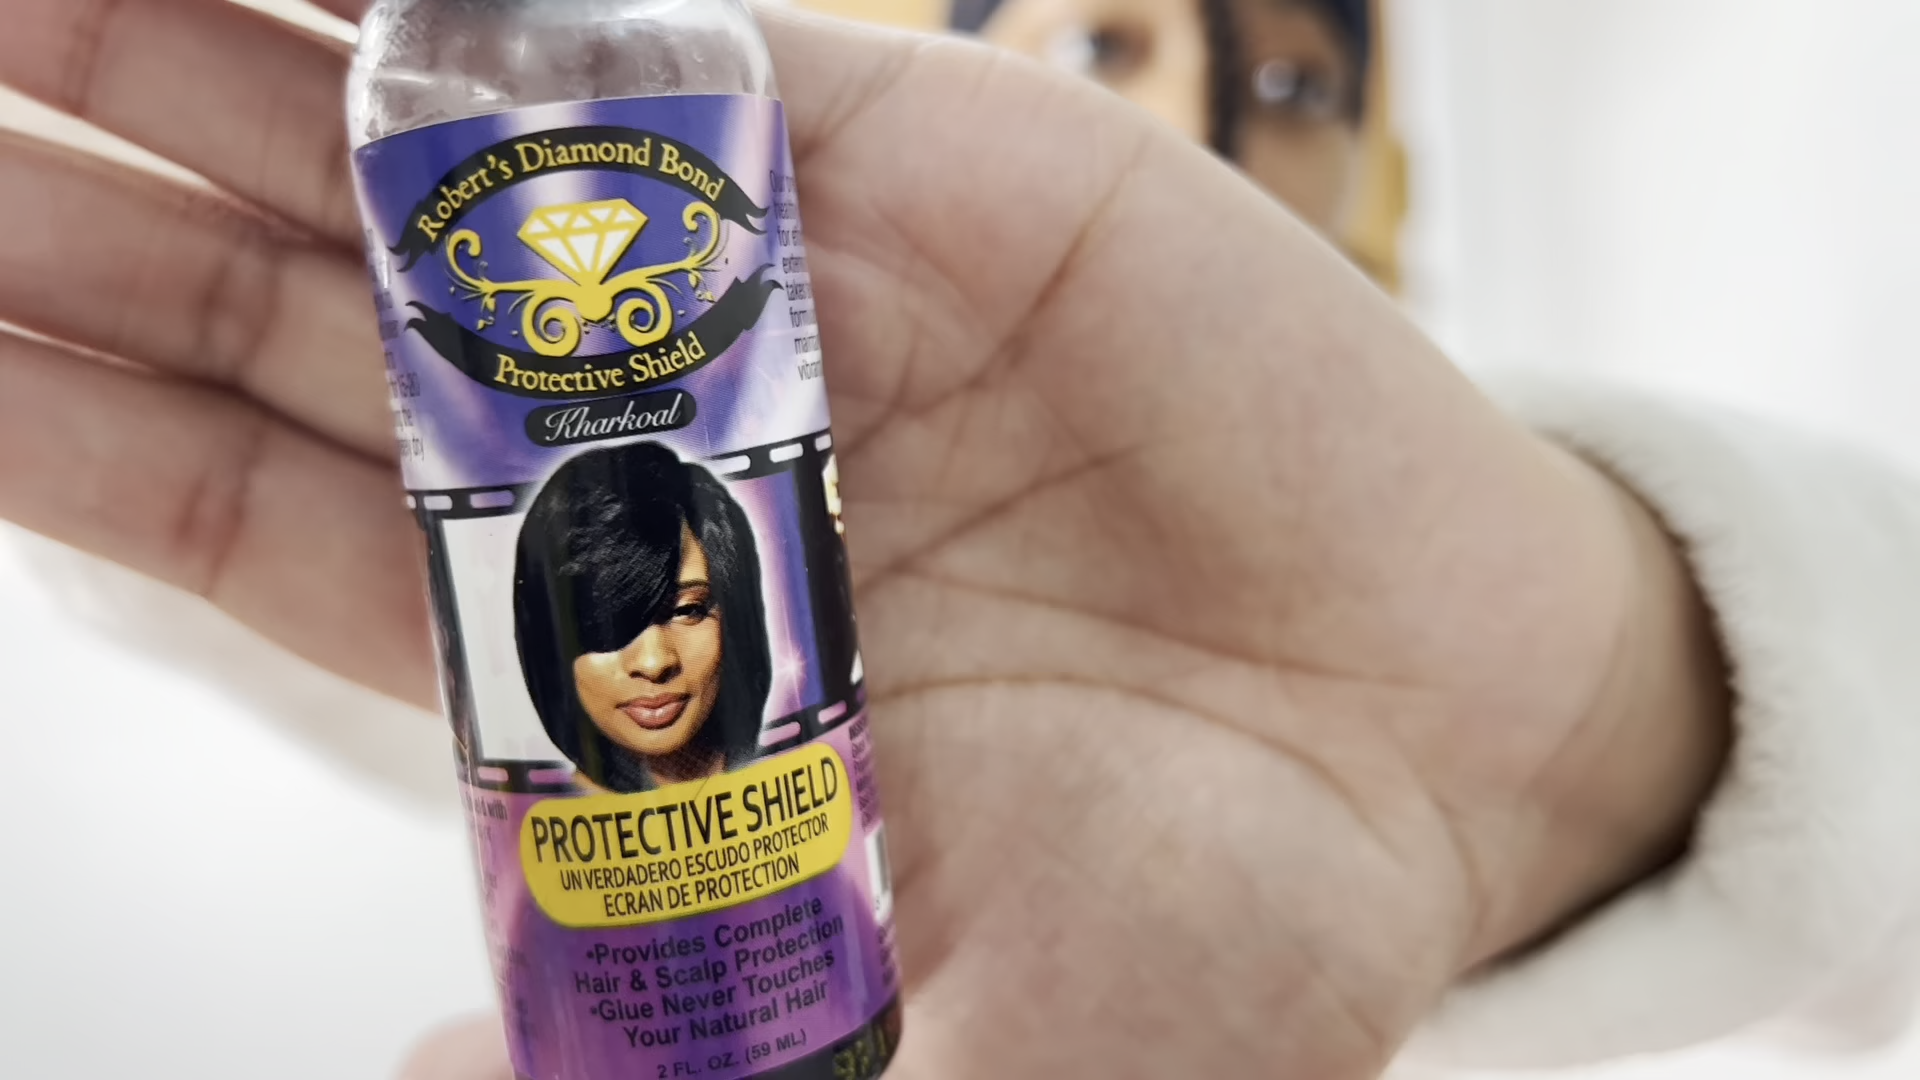 Robert's Diamond Bond
Protective Shield
Kharkoal
PROTECTIVE SHIELD
UN VERDADERO ESCUDO PROTECTOR
ECRAN DE PROTECTION
•Provides Complete
Hair & Scalp Protection
•Glue Never Touches
Your Natural Hair
2 FL. OZ. (59 ML)